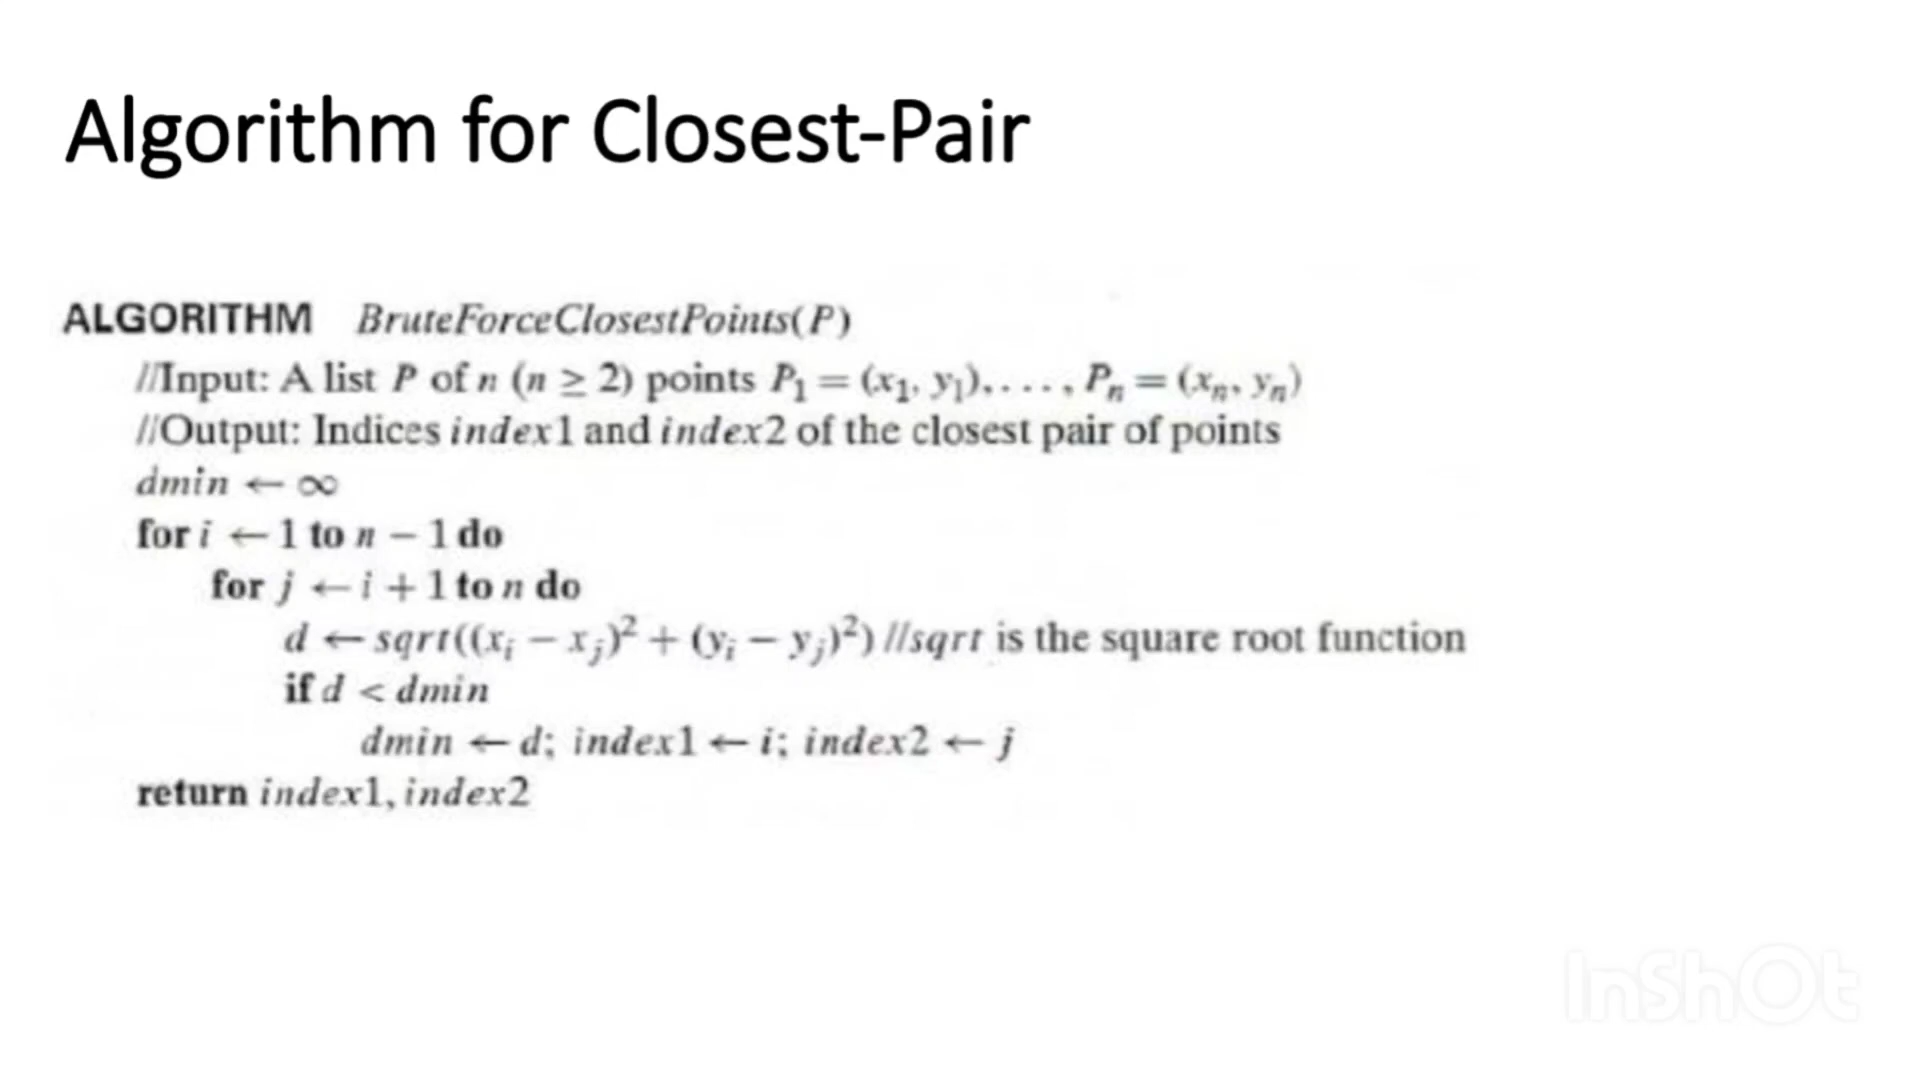 Algorithm for Closest-Pair
ALGORITHM BruteForceClosestPoints(P)
//Input: A list P of n (n ≥ 2) points P₁ = (x₁, y₁), . . . , Pₙ = (xₙ, yₙ)
//Output: Indices index1 and index2 of the closest pair of points
dmin ← ∞
for i ← 1 to n − 1 do
for j ← i + 1 to n do
d ← sqrt((xᵢ − xⱼ)² + (yᵢ − yⱼ)²) //sqrt is the square root function
if d < dmin
dmin ← d; index1 ← i; index2 ← j
return index1, index2
InShOt